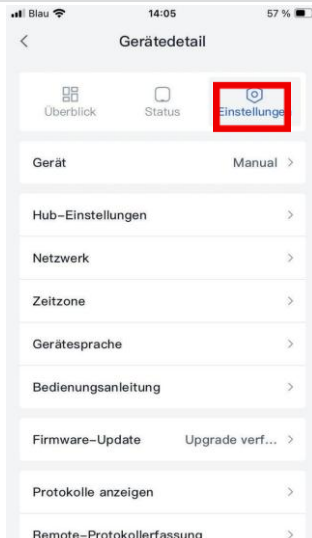 Blau 14:05 57 %
Gerätedetail
Überblick Status Einstellunge
Gerät Manual
Hub-Einstellungen
Netzwerk
Zeitzone
Gerätesprache
Bedienungsanleitung
Firmware-Update Upgrade verf...
Protokolle anzeigen
Remote-Protokollerfassung